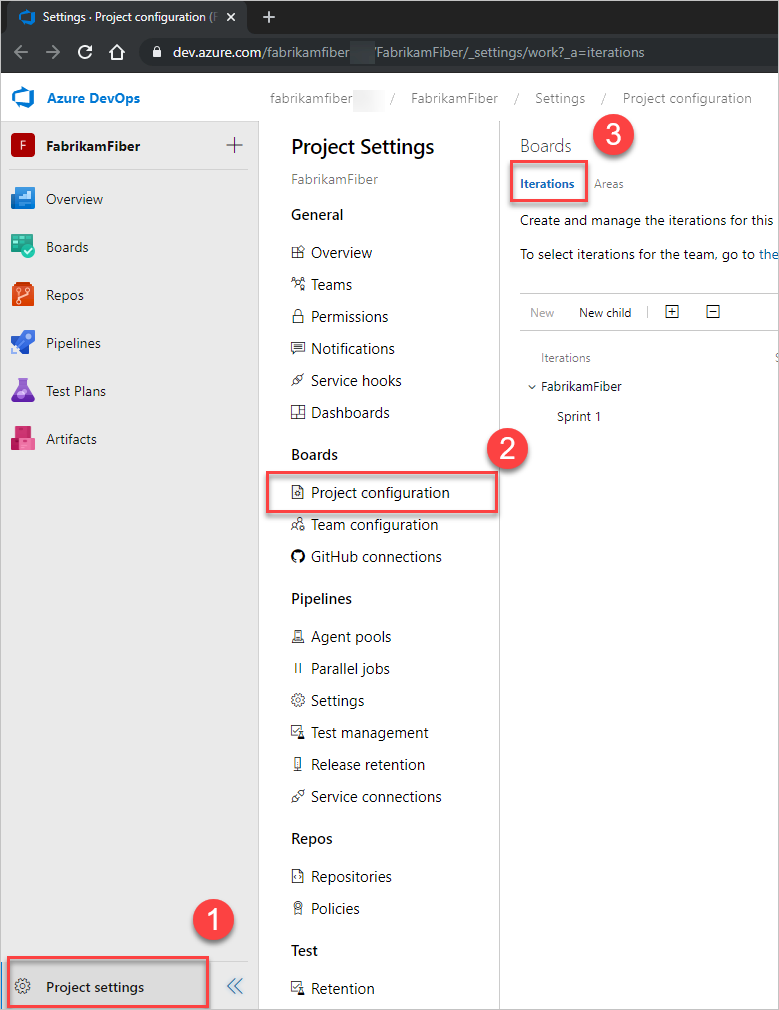 Settings · Project configuration (F
dev.azure.com/fabrikamfiber /FabrikamFiber/_settings/work?_a=iterations
Azure DevOps
fabrikamfiber / FabrikamFiber / Settings / Project configuration
F FabrikamFiber
Overview
Boards
Repos
Pipelines
Test Plans
Artifacts
1
Project settings
Project Settings
FabrikamFiber
General
Overview
Teams
Permissions
Notifications
Service hooks
Dashboards
Boards
2
Project configuration
Team configuration
GitHub connections
Pipelines
Agent pools
Parallel jobs
Settings
Test management
Release retention
Service connections
Repos
Repositories
Policies
Test
Retention
Boards
3
Iterations Areas
Create and manage the iterations for this
To select iterations for the team, go to the
New New child
Iterations S
FabrikamFiber
Sprint 1